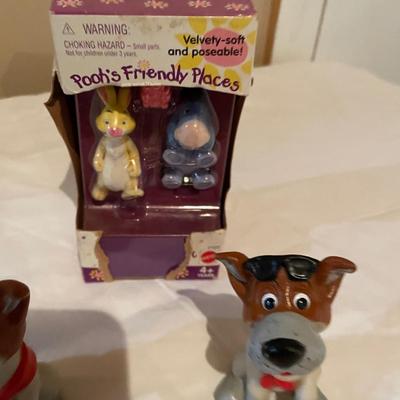 WARNING:
CHOKING HAZARD – Small parts.
Not for children under 3 years.
Velvety-soft
and poseable!
Pooh's Friendly Places
4+
YEARS